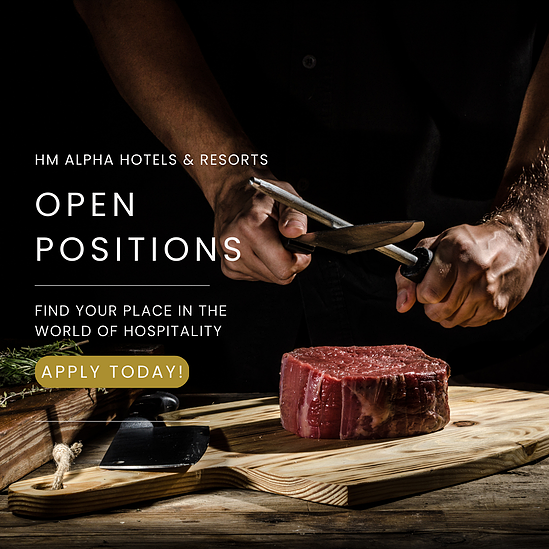 HM ALPHA HOTELS & RESORTS
OPEN
POSITIONS
FIND YOUR PLACE IN THE
WORLD OF HOSPITALITY
APPLY TODAY!